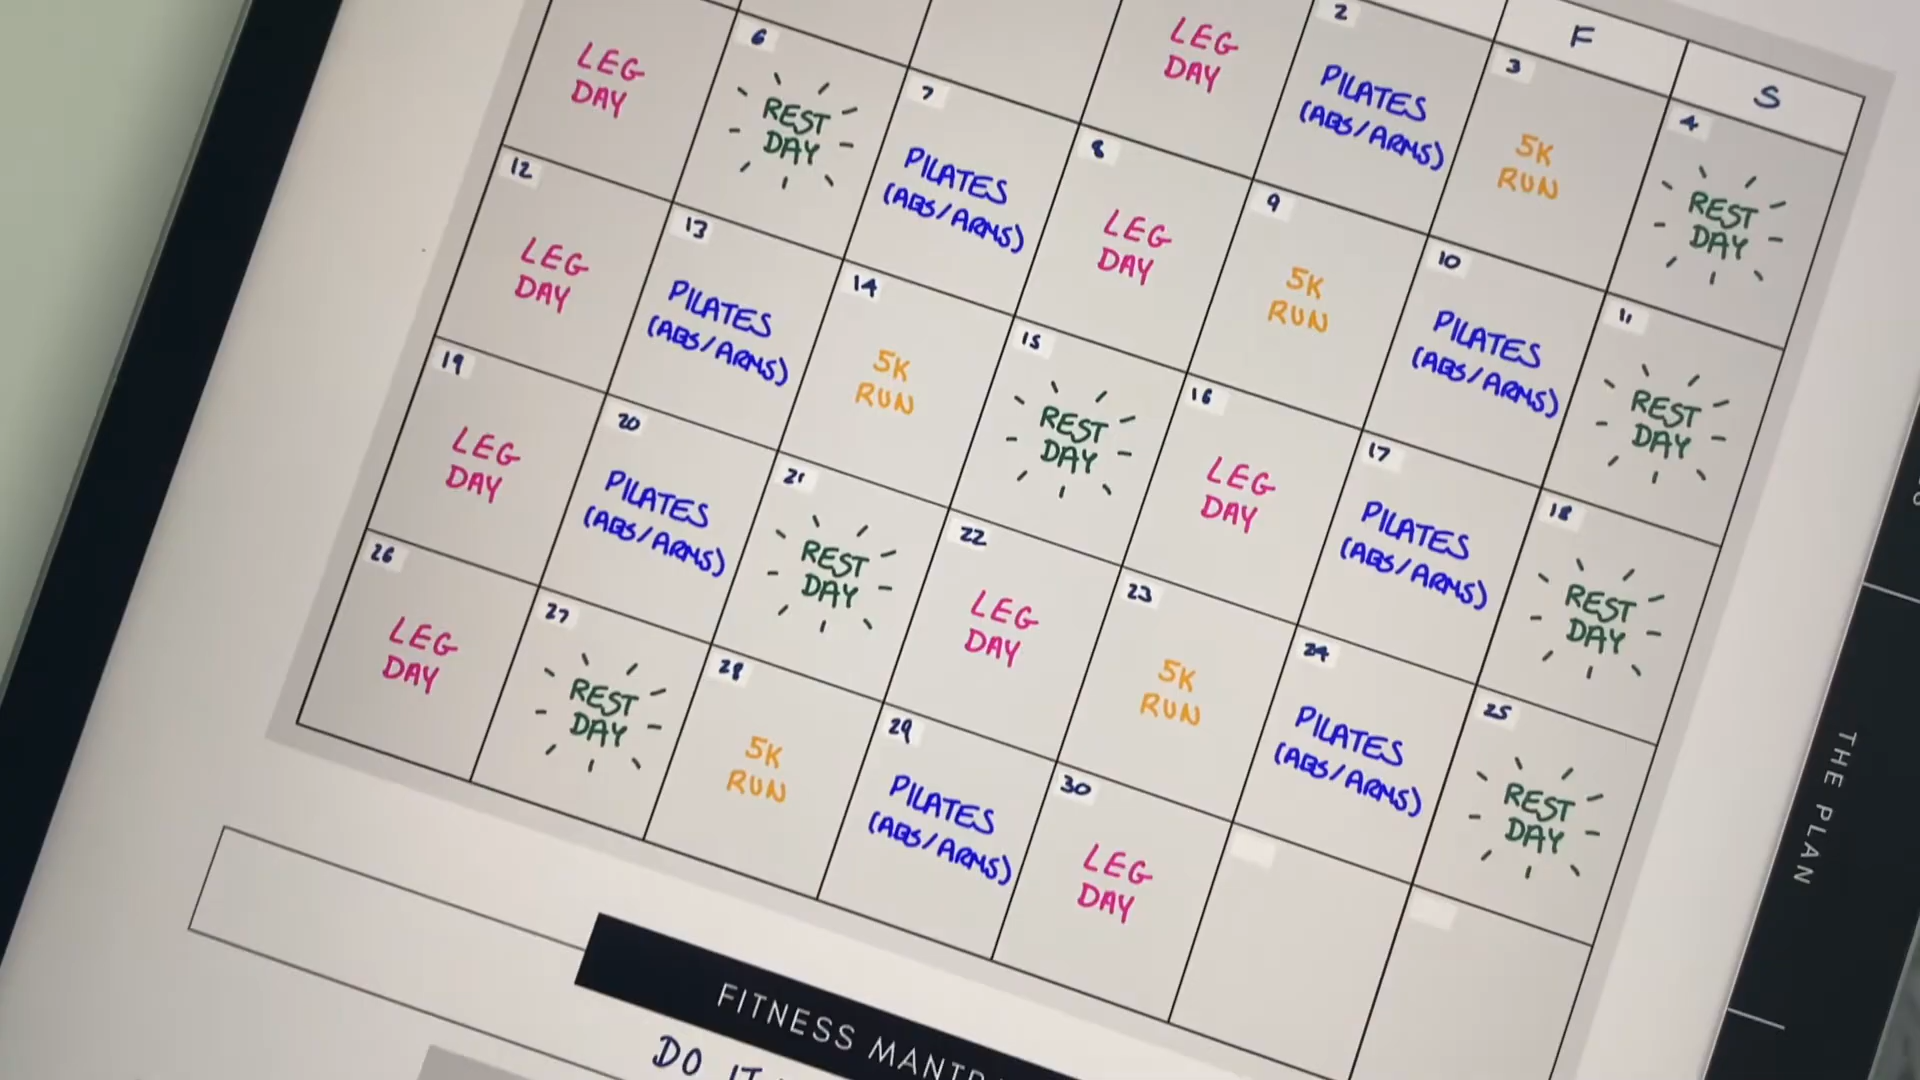 F
S
LEG
DAY
2
PILATES
(ABS/ARMS)
3
5K
RUN
4
REST
DAY
LEG
DAY
6
REST
DAY
7
PILATES
(ABS/ARMS)
8
LEG
DAY
9
5K
RUN
10
PILATES
(ABS/ARMS)
11
REST
DAY
12
LEG
DAY
13
PILATES
(ABS/ARMS)
14
5K
RUN
15
REST
DAY
16
LEG
DAY
17
PILATES
(ABS/ARMS)
18
REST
DAY
19
LEG
DAY
20
PILATES
(ABS/ARMS)
21
REST
DAY
22
LEG
DAY
23
5K
RUN
24
PILATES
(ABS/ARMS)
25
REST
DAY
26
LEG
DAY
27
REST
DAY
28
5K
RUN
29
PILATES
(ABS/ARMS)
30
LEG
DAY
THE PLAN
FITNESS
DO IT